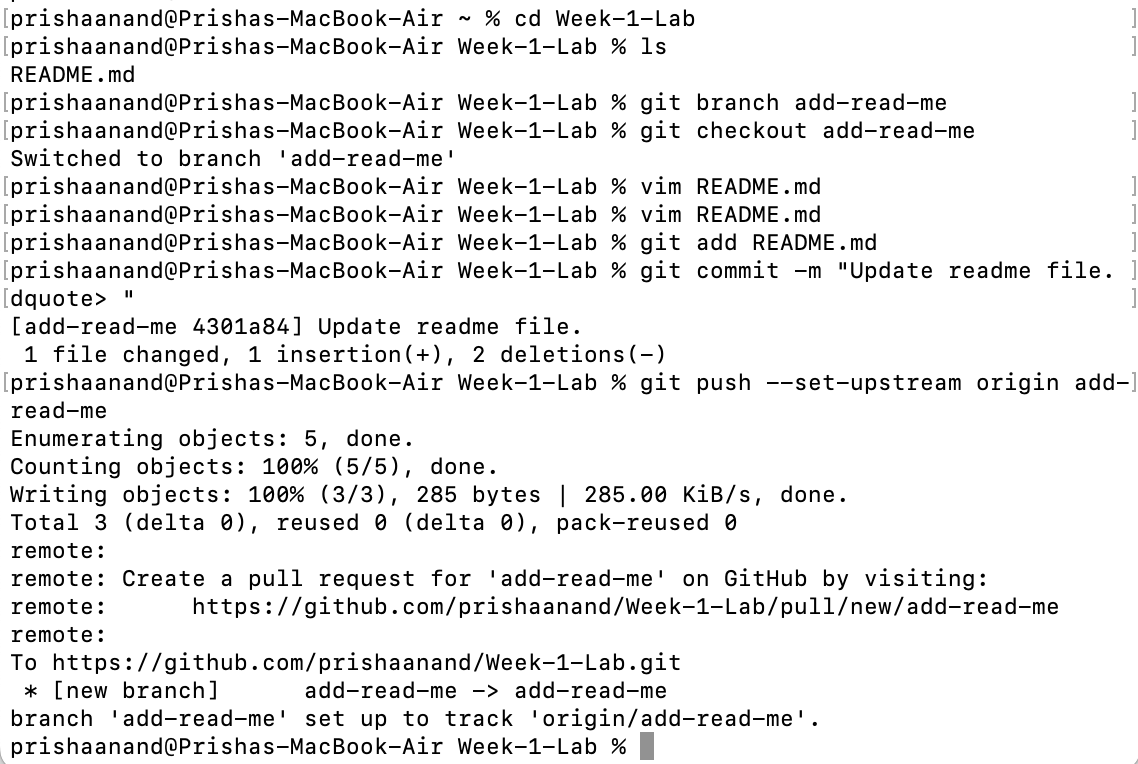 [prishaanand@Prishas-MacBook-Air ~ % cd Week-1-Lab ]
[prishaanand@Prishas-MacBook-Air Week-1-Lab % ls ]
README.md
[prishaanand@Prishas-MacBook-Air Week-1-Lab % git branch add-read-me ]
[prishaanand@Prishas-MacBook-Air Week-1-Lab % git checkout add-read-me ]
Switched to branch 'add-read-me'
[prishaanand@Prishas-MacBook-Air Week-1-Lab % vim README.md ]
[prishaanand@Prishas-MacBook-Air Week-1-Lab % vim README.md ]
[prishaanand@Prishas-MacBook-Air Week-1-Lab % git add README.md ]
[prishaanand@Prishas-MacBook-Air Week-1-Lab % git commit -m "Update readme file. ]
[dquote> " ]
[add-read-me 4301a84] Update readme file.
 1 file changed, 1 insertion(+), 2 deletions(-)
[prishaanand@Prishas-MacBook-Air Week-1-Lab % git push --set-upstream origin add-]
read-me
Enumerating objects: 5, done.
Counting objects: 100% (5/5), done.
Writing objects: 100% (3/3), 285 bytes | 285.00 KiB/s, done.
Total 3 (delta 0), reused 0 (delta 0), pack-reused 0
remote:
remote: Create a pull request for 'add-read-me' on GitHub by visiting:
remote:      https://github.com/prishaanand/Week-1-Lab/pull/new/add-read-me
remote:
To https://github.com/prishaanand/Week-1-Lab.git
 * [new branch]      add-read-me -> add-read-me
branch 'add-read-me' set up to track 'origin/add-read-me'.
prishaanand@Prishas-MacBook-Air Week-1-Lab %